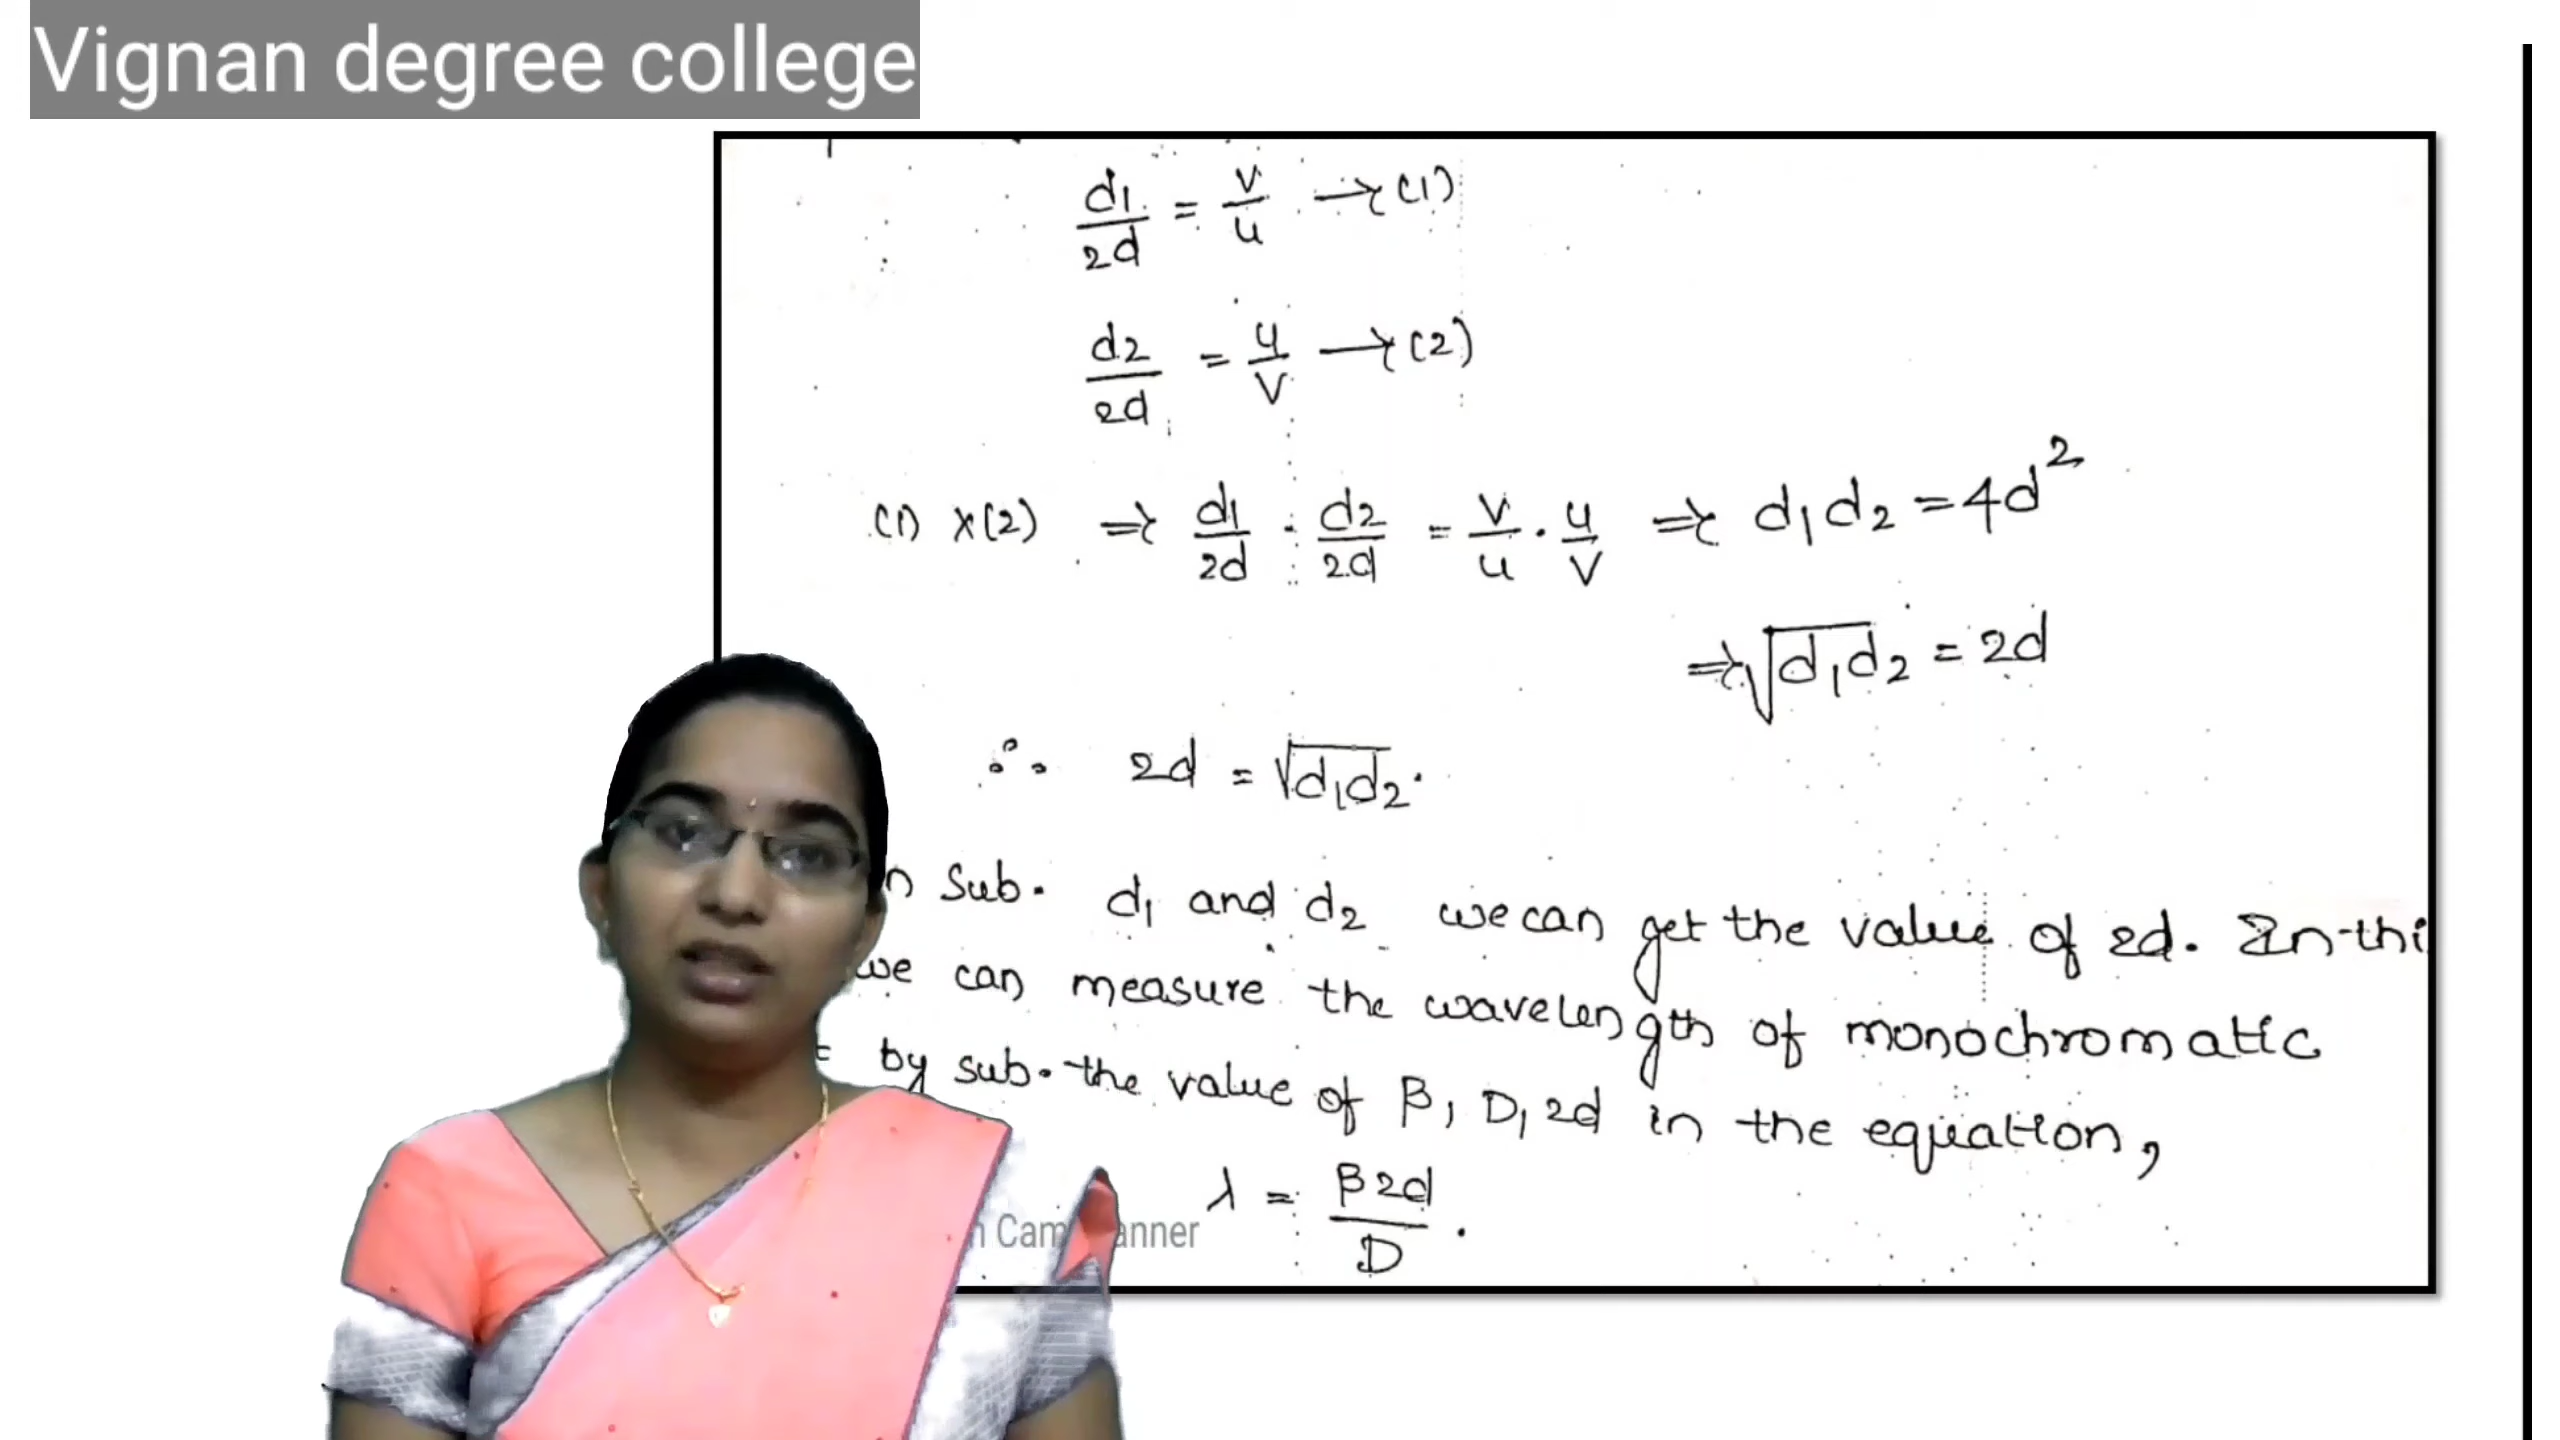 Vignan degree college
d1/2d = v/u → (1)
d2/2d = u/v → (2)
(1) x (2) ⇒ d1/2d · d2/2d = v/u · u/v ⇒ d1d2 = 4d²
⇒ √d1d2 = 2d
∴ 2d = √d1d2.
Sub. d1 and d2 we can get the value of 2d. In thi
we can measure the wavelength of monochromatic
by sub. the value of β, D, 2d in the equation,
λ = β2d/D.